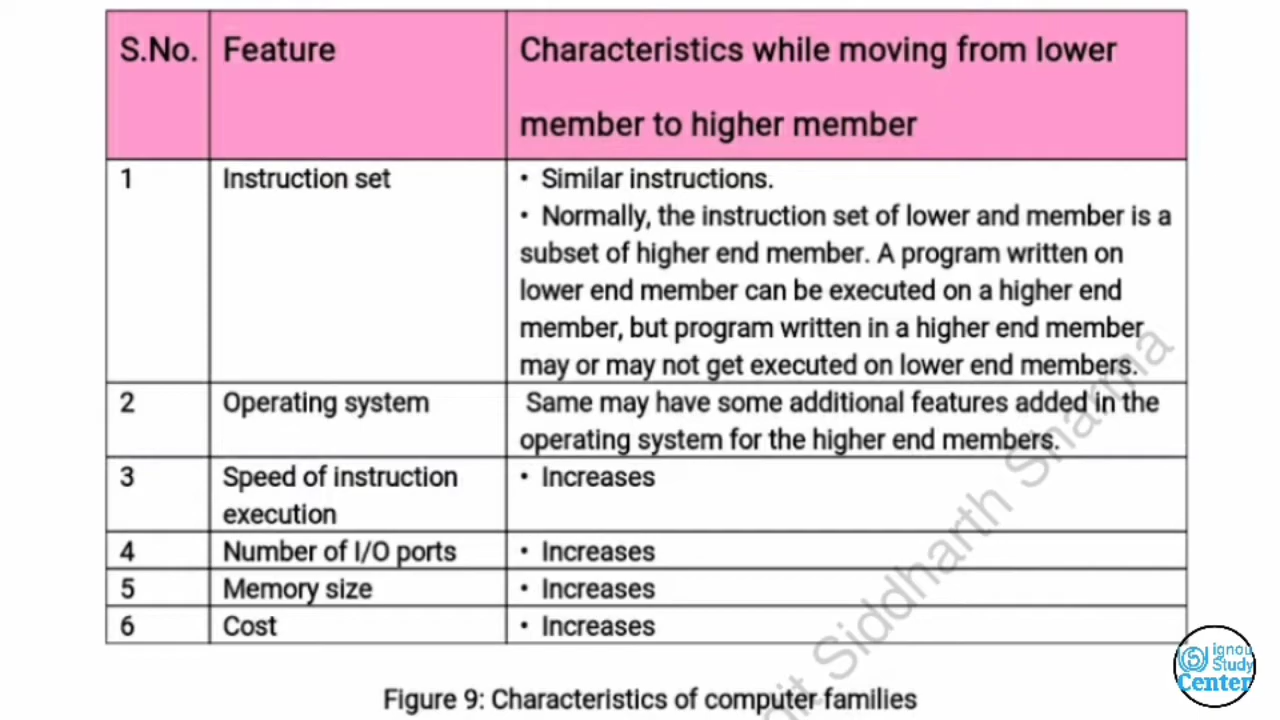 S.No. Feature Characteristics while moving from lower
member to higher member
1 Instruction set • Similar instructions.
• Normally, the instruction set of lower and member is a
subset of higher end member. A program written on
lower end member can be executed on a higher end
member, but program written in a higher end member
may or may not get executed on lower end members.
2 Operating system Same may have some additional features added in the
operating system for the higher end members.
3 Speed of instruction • Increases
execution
4 Number of I/O ports • Increases
5 Memory size • Increases
6 Cost • Increases
Siddharth Sharma
ignou
Study
Center
Figure 9: Characteristics of computer families